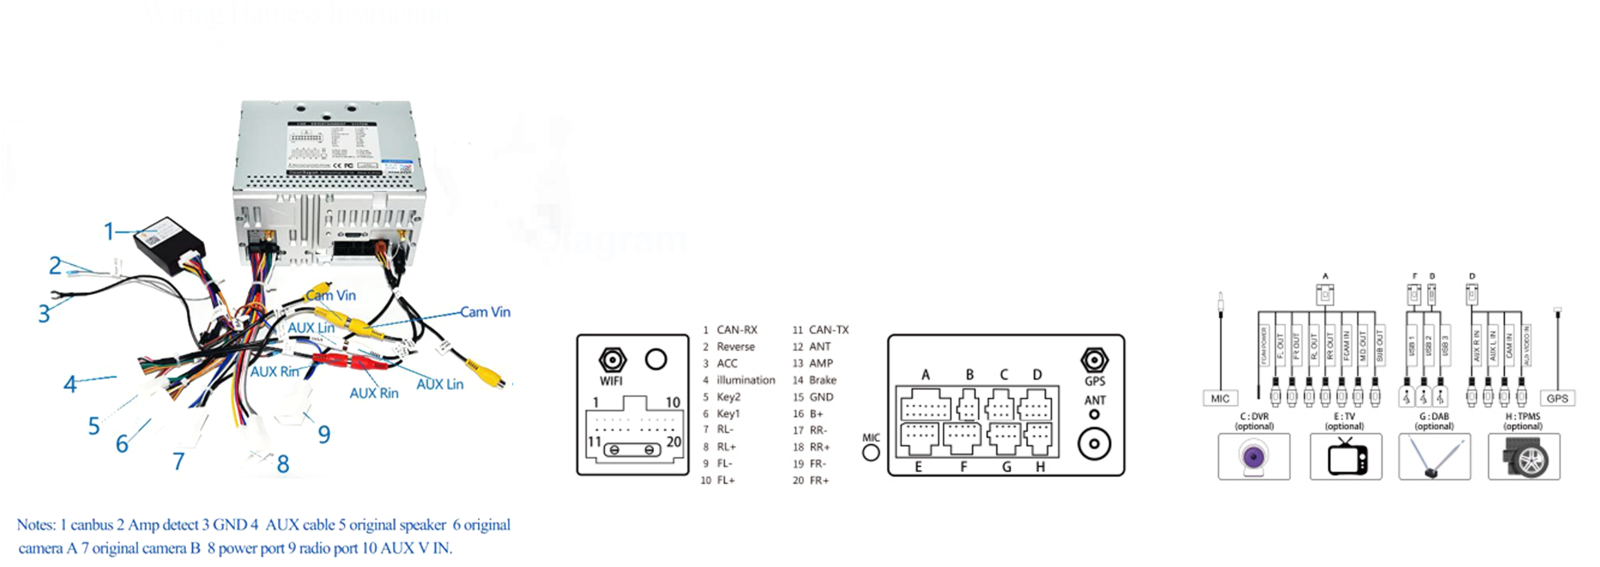 1
2
3
4
5
6
7
8
9
Cam Vin
Cam Vin
AUX Lin
AUX Rin
AUX Lin
AUX Rin
Notes: 1 canbus 2 Amp detect 3 GND 4 AUX cable 5 original speaker 6 original
camera A 7 original camera B 8 power port 9 radio port 10 AUX V IN.
Diagram
WIFI
1 10
11 20
1 CAN-RX
2 Reverse
3 ACC
4 illumination
5 Key2
6 Key1
7 RL-
8 RL+
9 FL-
10 FL+
11 CAN-TX
12 ANT
13 AMP
14 Brake
15 GND
16 B+
17 RR-
18 RR+
19 FR-
20 FR+
MIC
A B C D
E F G H
GPS
ANT
A F B D
FCAM POWER
FL OUT
FR OUT
RL OUT
RR OUT
FCAM IN
MD OUT
SUB OUT
USB 1
USB 2
USB 3
AUX R IN
AUX L IN
CAM IN
AUX VIDEO IN
MIC
GPS
C : DVR
(optional)
E : TV
(optional)
G : DAB
(optional)
H : TPMS
(optional)